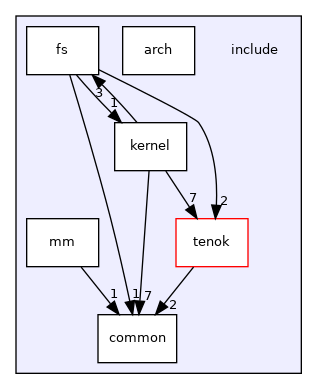 fs
arch
include
3
1
kernel
7
2
mm
tenok
1
1
7
2
common